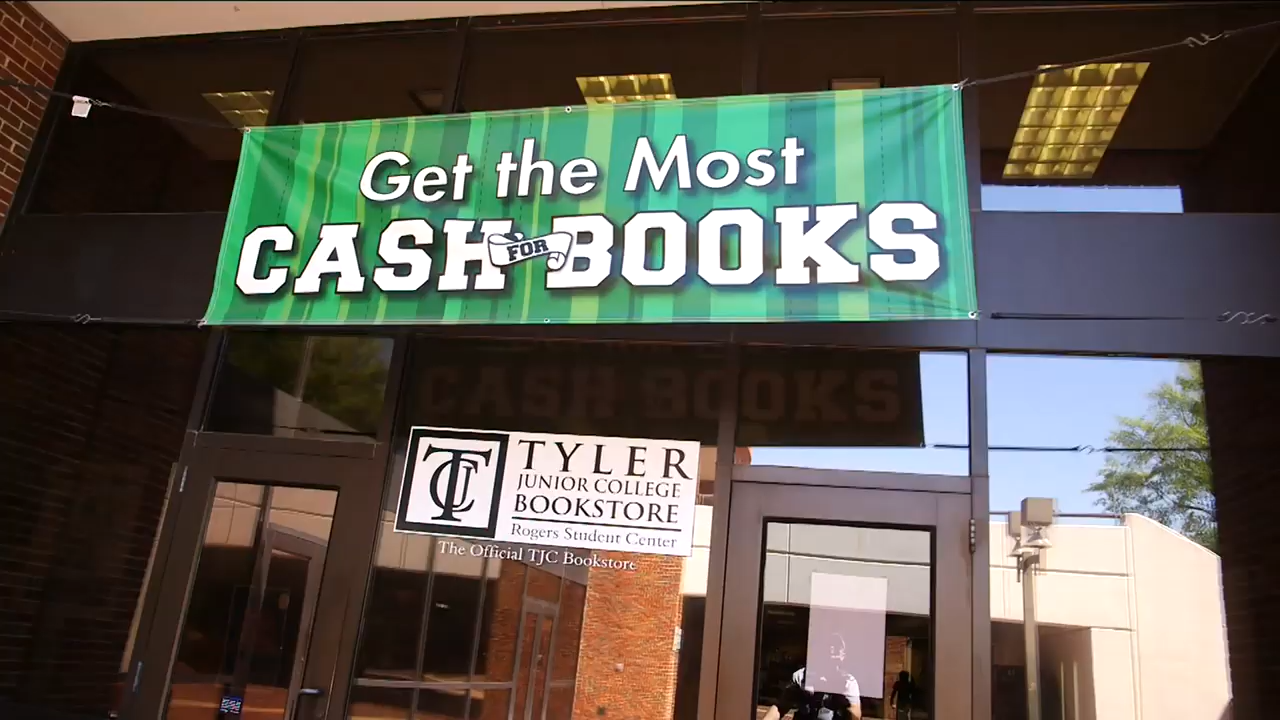 Get the Most
CASH FOR BOOKS
CASH BOOKS
TJC
TYLER
JUNIOR COLLEGE
BOOKSTORE
Rogers Student Center
The Official TJC Bookstore